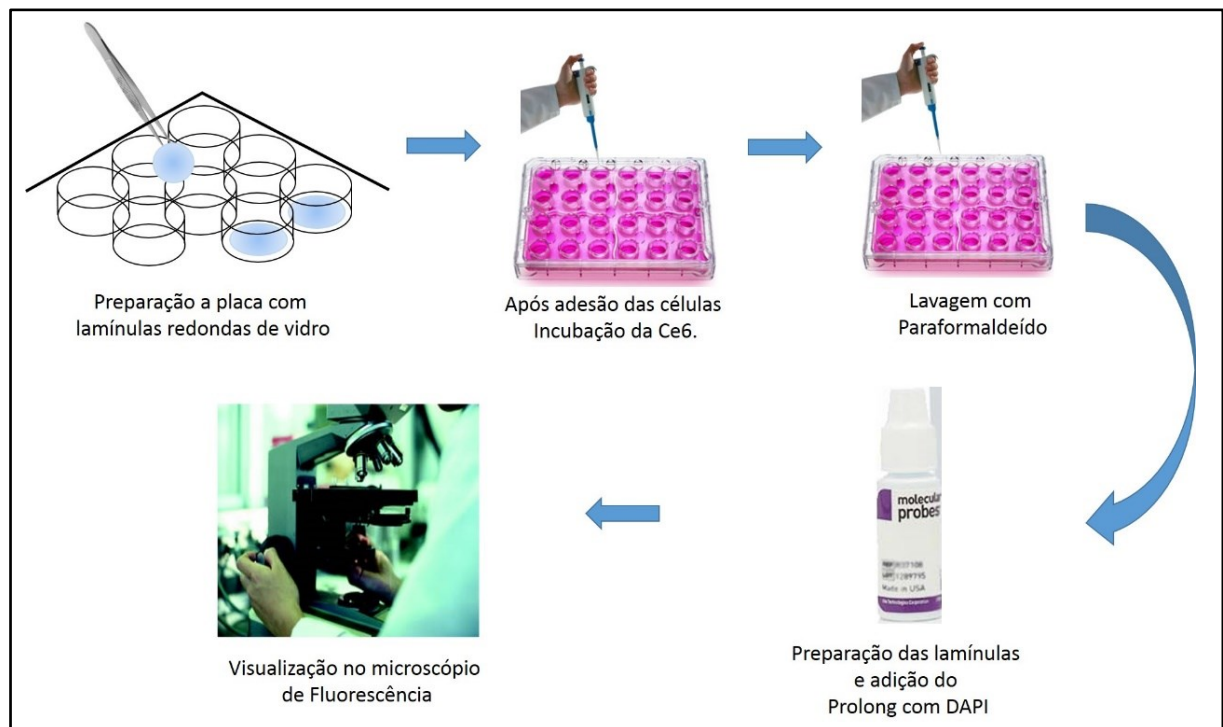 Preparação a placa com
lamínulas redondas de vidro
Após adesão das células
Incubação da Ce6.
Lavagem com
Paraformaldeído
molecular
probes
Made in USA
Preparação das lamínulas
e adição do
Prolong com DAPI
Visualização no microscópio
de Fluorescência